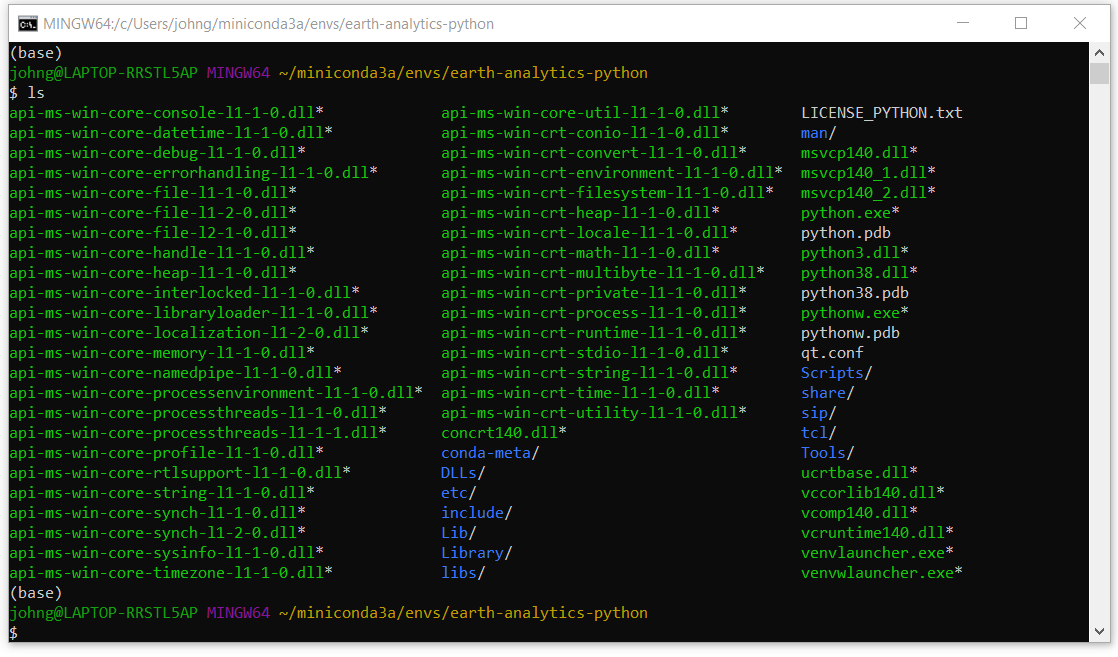 MINGW64:/c/Users/johng/miniconda3a/envs/earth-analytics-python
(base)
johng@LAPTOP-RRSTL5AP MINGW64 ~/miniconda3a/envs/earth-analytics-python
$ ls
api-ms-win-core-console-l1-1-0.dll* api-ms-win-core-util-l1-1-0.dll* LICENSE_PYTHON.txt
api-ms-win-core-datetime-l1-1-0.dll* api-ms-win-crt-conio-l1-1-0.dll* man/
api-ms-win-core-debug-l1-1-0.dll* api-ms-win-crt-convert-l1-1-0.dll* msvcp140.dll*
api-ms-win-core-errorhandling-l1-1-0.dll* api-ms-win-crt-environment-l1-1-0.dll* msvcp140_1.dll*
api-ms-win-core-file-l1-1-0.dll* api-ms-win-crt-filesystem-l1-1-0.dll* msvcp140_2.dll*
api-ms-win-core-file-l1-2-0.dll* api-ms-win-crt-heap-l1-1-0.dll* python.exe*
api-ms-win-core-file-l2-1-0.dll* api-ms-win-crt-locale-l1-1-0.dll* python.pdb
api-ms-win-core-handle-l1-1-0.dll* api-ms-win-crt-math-l1-1-0.dll* python3.dll*
api-ms-win-core-heap-l1-1-0.dll* api-ms-win-crt-multibyte-l1-1-0.dll* python38.dll*
api-ms-win-core-interlocked-l1-1-0.dll* api-ms-win-crt-private-l1-1-0.dll* python38.pdb
api-ms-win-core-libraryloader-l1-1-0.dll* api-ms-win-crt-process-l1-1-0.dll* pythonw.exe*
api-ms-win-core-localization-l1-2-0.dll* api-ms-win-crt-runtime-l1-1-0.dll* pythonw.pdb
api-ms-win-core-memory-l1-1-0.dll* api-ms-win-crt-stdio-l1-1-0.dll* qt.conf
api-ms-win-core-namedpipe-l1-1-0.dll* api-ms-win-crt-string-l1-1-0.dll* Scripts/
api-ms-win-core-processenvironment-l1-1-0.dll* api-ms-win-crt-time-l1-1-0.dll* share/
api-ms-win-core-processthreads-l1-1-0.dll* api-ms-win-crt-utility-l1-1-0.dll* sip/
api-ms-win-core-processthreads-l1-1-1.dll* concrt140.dll* tcl/
api-ms-win-core-profile-l1-1-0.dll* conda-meta/ Tools/
api-ms-win-core-rtlsupport-l1-1-0.dll* DLLs/ ucrtbase.dll*
api-ms-win-core-string-l1-1-0.dll* etc/ vccorlib140.dll*
api-ms-win-core-synch-l1-1-0.dll* include/ vcomp140.dll*
api-ms-win-core-synch-l1-2-0.dll* Lib/ vcruntime140.dll*
api-ms-win-core-sysinfo-l1-1-0.dll* Library/ venvlauncher.exe*
api-ms-win-core-timezone-l1-1-0.dll* libs/ venvwlauncher.exe*
(base)
johng@LAPTOP-RRSTL5AP MINGW64 ~/miniconda3a/envs/earth-analytics-python
$